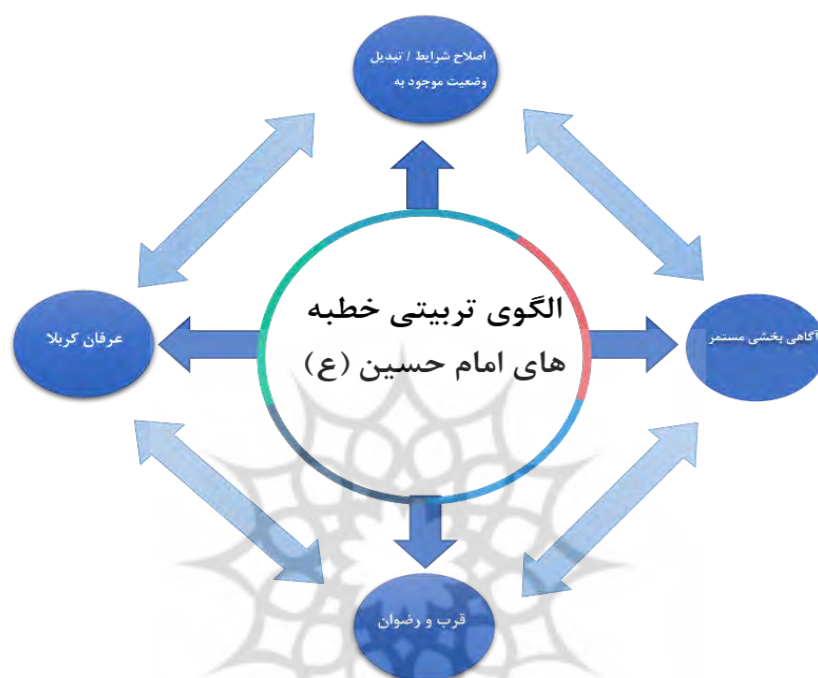 اصلاح شرایط / تبدیل
وضعیت موجود به
الگوی تربیتی خطبه
های امام حسین (ع)
آگاهی بخشی مستمر
عرفان کربلا
قرب و رضوان